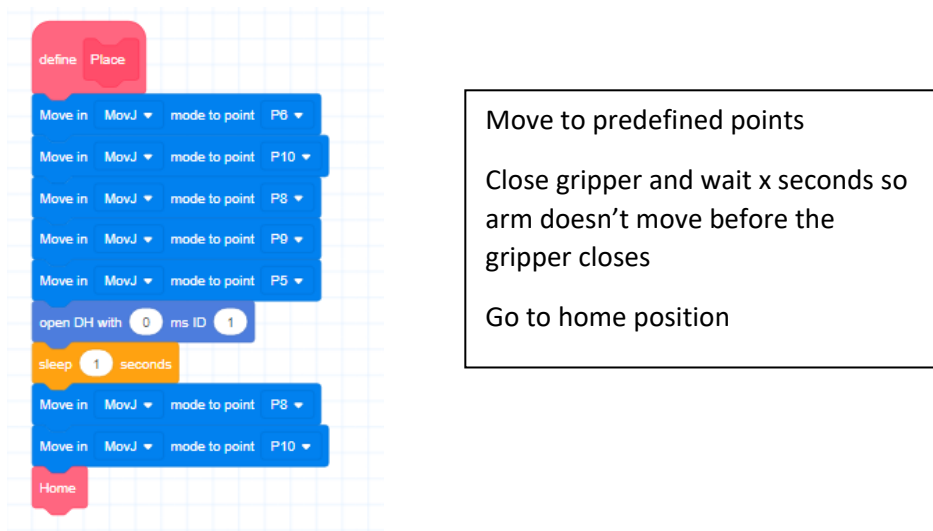 define Place
Move in MovJ mode to point P6
Move in MovJ mode to point P10
Move in MovJ mode to point P8
Move in MovJ mode to point P9
Move in MovJ mode to point P5
open DH with 0 ms ID 1
sleep 1 seconds
Move in MovJ mode to point P8
Move in MovJ mode to point P10
Home
Move to predefined points
Close gripper and wait x seconds so
arm doesn’t move before the
gripper closes
Go to home position